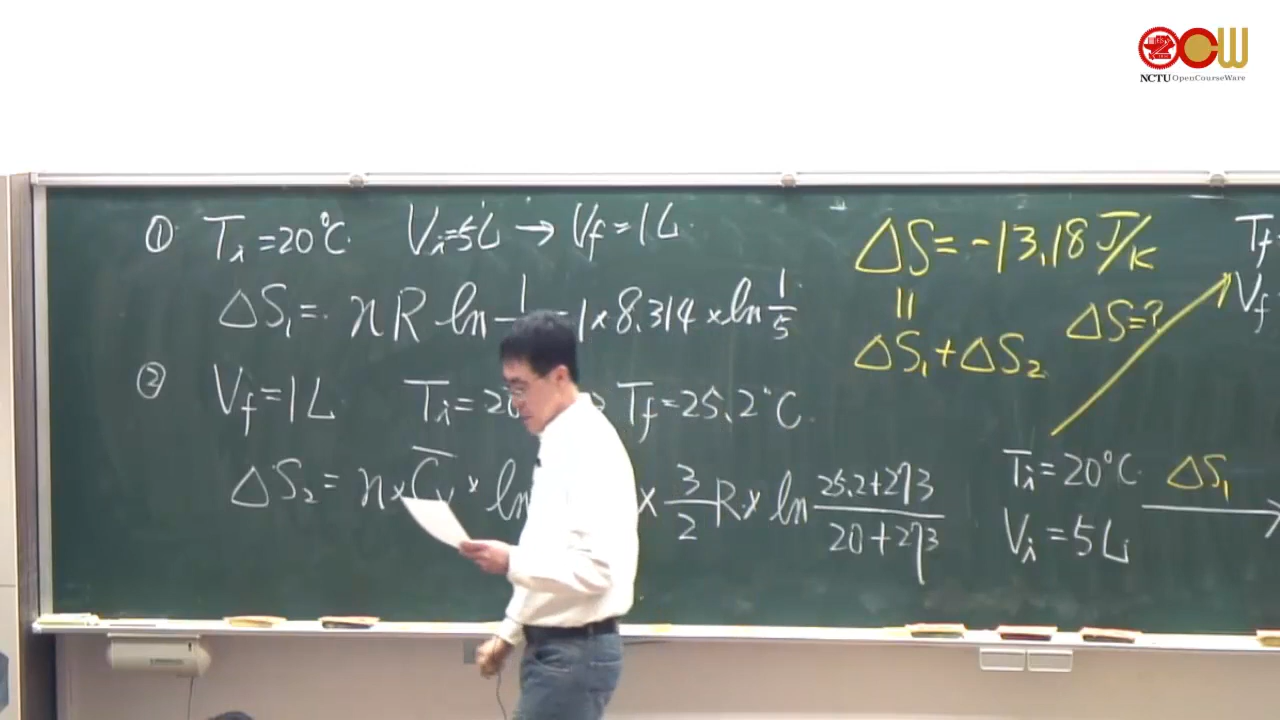 NCTU OpenCourseWare
① Tᵢ=20°C Vᵢ=5L → V_f=1L
ΔS₁= nR ln 1 =1×8.314×ln 1/5
② V_f=1L Tᵢ=20 T_f=25.2°C
ΔS₂= n×C̅ᵥ× ln × 3/2 R× ln (25.2+273)/(20+273)
ΔS=-13.18 J/K
=
ΔS₁+ΔS₂
ΔS=?
T_f=
V_f
Tᵢ=20°C ΔS₁ →
Vᵢ=5L